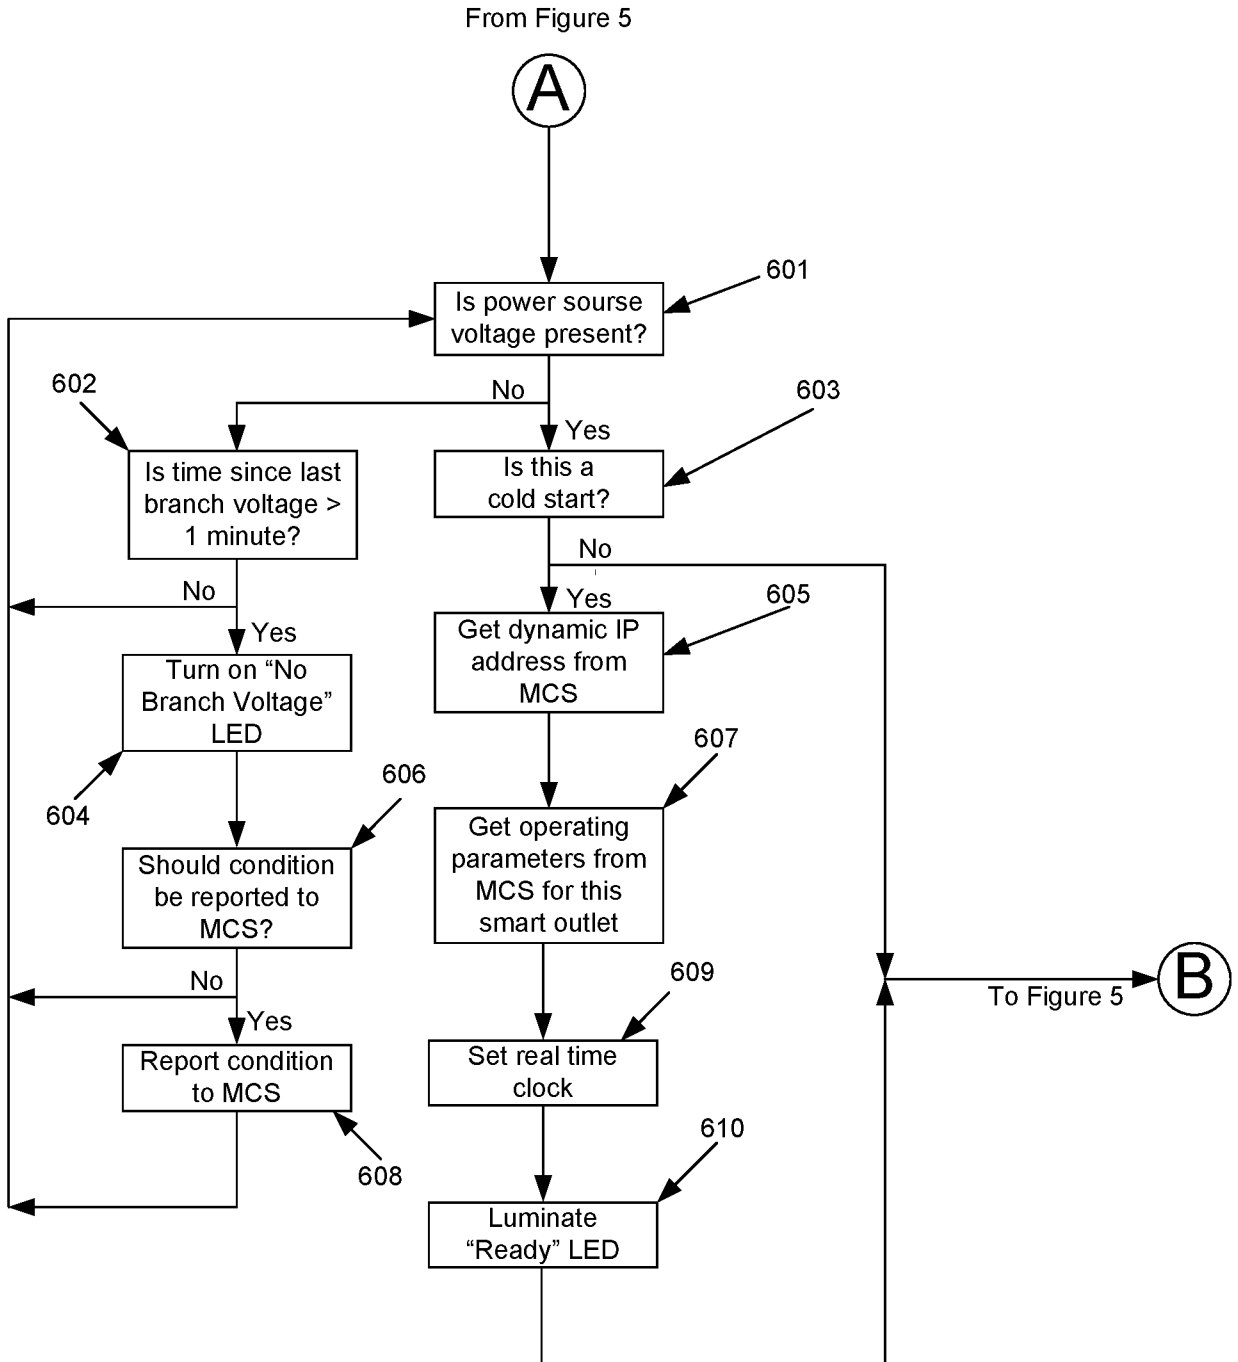 From Figure 5
A
601
Is power sourse
voltage present?
602
No
603
Yes
Is time since last
branch voltage >
1 minute?
Is this a
cold start?
No
No
Yes
605
Yes
Get dynamic IP
address from
MCS
Turn on “No
Branch Voltage”
LED
604
606
607
Get operating
parameters from
MCS for this
smart outlet
Should condition
be reported to
MCS?
No
609
B
To Figure 5
Yes
Set real time
clock
Report condition
to MCS
608
610
Luminate
“Ready” LED